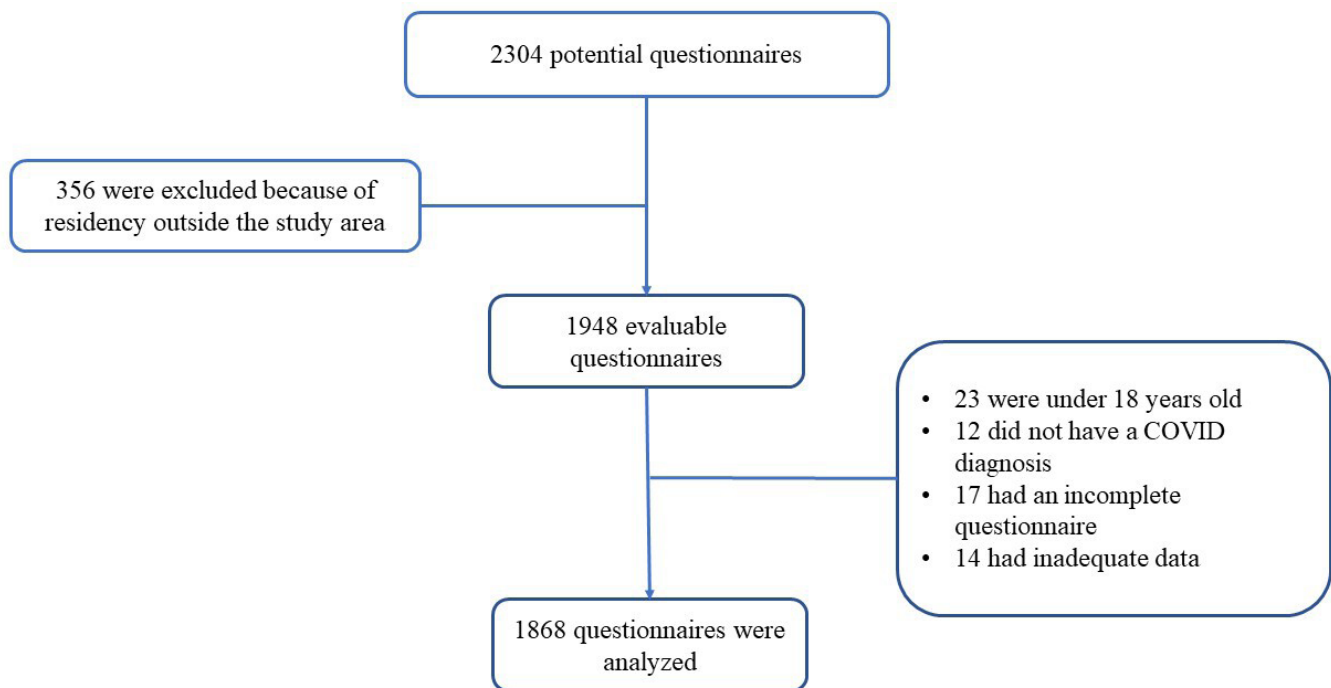 2304 potential questionnaires
356 were excluded because of
residency outside the study area
1948 evaluable
questionnaires
• 23 were under 18 years old
• 12 did not have a COVID
diagnosis
• 17 had an incomplete
questionnaire
• 14 had inadequate data
1868 questionnaires were
analyzed